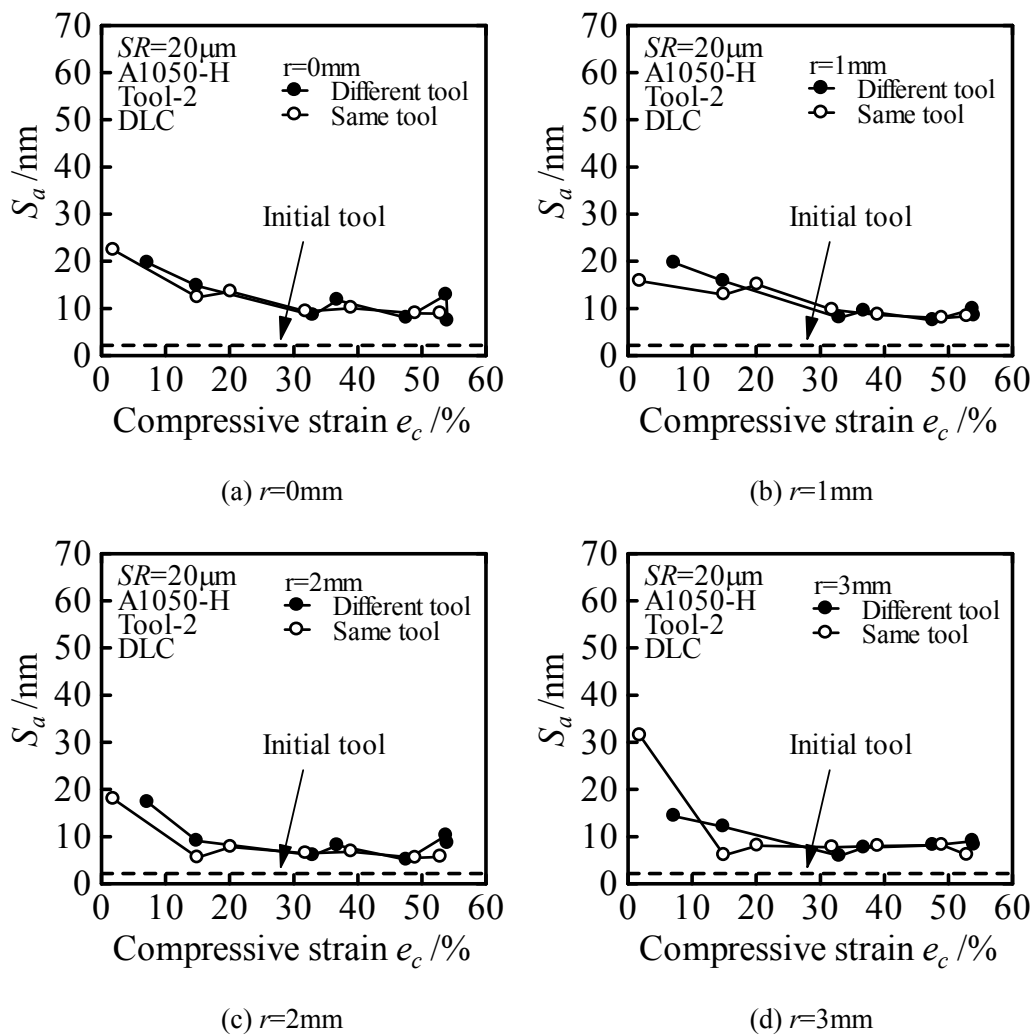 70
60
50
40
30
20
10
0
S_a /nm
SR=20μm
A1050-H
Tool-2
DLC
r=0mm
Different tool
Same tool
Initial tool
0 10 20 30 40 50 60
Compressive strain e_c /%
(a) r=0mm
70
60
50
40
30
20
10
0
S_a /nm
SR=20μm
A1050-H
Tool-2
DLC
r=1mm
Different tool
Same tool
Initial tool
0 10 20 30 40 50 60
Compressive strain e_c /%
(b) r=1mm
70
60
50
40
30
20
10
0
S_a /nm
SR=20μm
A1050-H
Tool-2
DLC
r=2mm
Different tool
Same tool
Initial tool
0 10 20 30 40 50 60
Compressive strain e_c /%
(c) r=2mm
70
60
50
40
30
20
10
0
S_a /nm
SR=20μm
A1050-H
Tool-2
DLC
r=3mm
Different tool
Same tool
Initial tool
0 10 20 30 40 50 60
Compressive strain e_c /%
(d) r=3mm